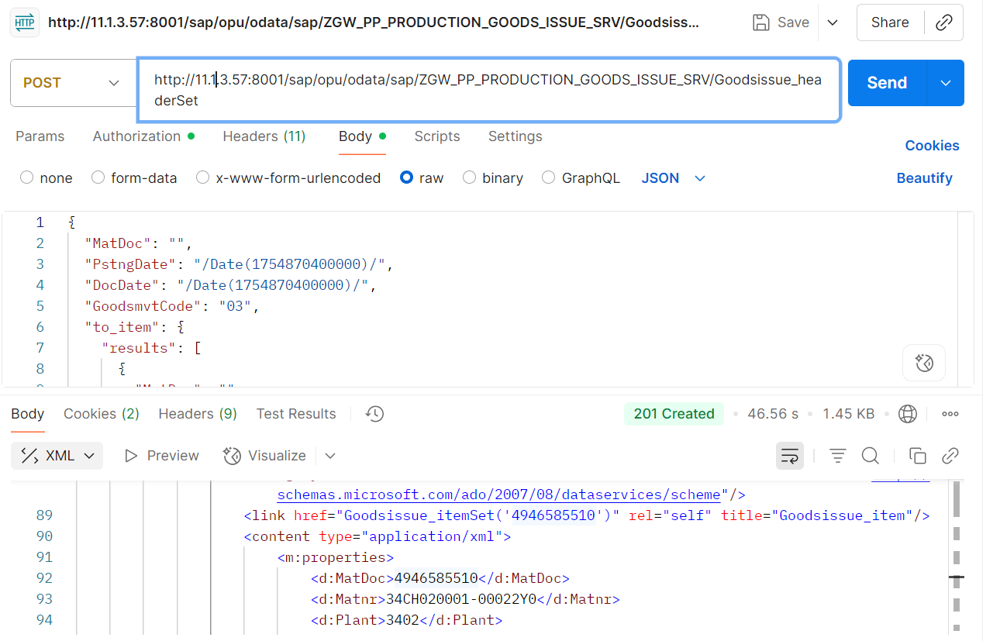 HTTP http://11.1.3.57:8001/sap/opu/odata/sap/ZGW_PP_PRODUCTION_GOODS_ISSUE_SRV/Goodsiss... Save Share
POST http://11.1.3.57:8001/sap/opu/odata/sap/ZGW_PP_PRODUCTION_GOODS_ISSUE_SRV/Goodsissue_hea
derSet
Send
Params Authorization Headers (11) Body Scripts Settings
Cookies
none form-data x-www-form-urlencoded raw binary GraphQL JSON Beautify
1 {
2 "MatDoc": "",
3 "PstngDate": "/Date(1754870400000)/",
4 "DocDate": "/Date(1754870400000)/",
5 "GoodsmvtCode": "03",
6 "to_item": {
7 "results": [
8 {
Body Cookies (2) Headers (9) Test Results 201 Created 46.56 s 1.45 KB
XML Preview Visualize
schemas.microsoft.com/ado/2007/08/dataservices/scheme"/>
89 <link href="Goodsissue_itemSet('4946585510')" rel="self" title="Goodsissue_item"/>
90 <content type="application/xml">
91 <m:properties>
92 <d:MatDoc>4946585510</d:MatDoc>
93 <d:Matnr>34CH020001-00022Y0</d:Matnr>
94 <d:Plant>3402</d:Plant>